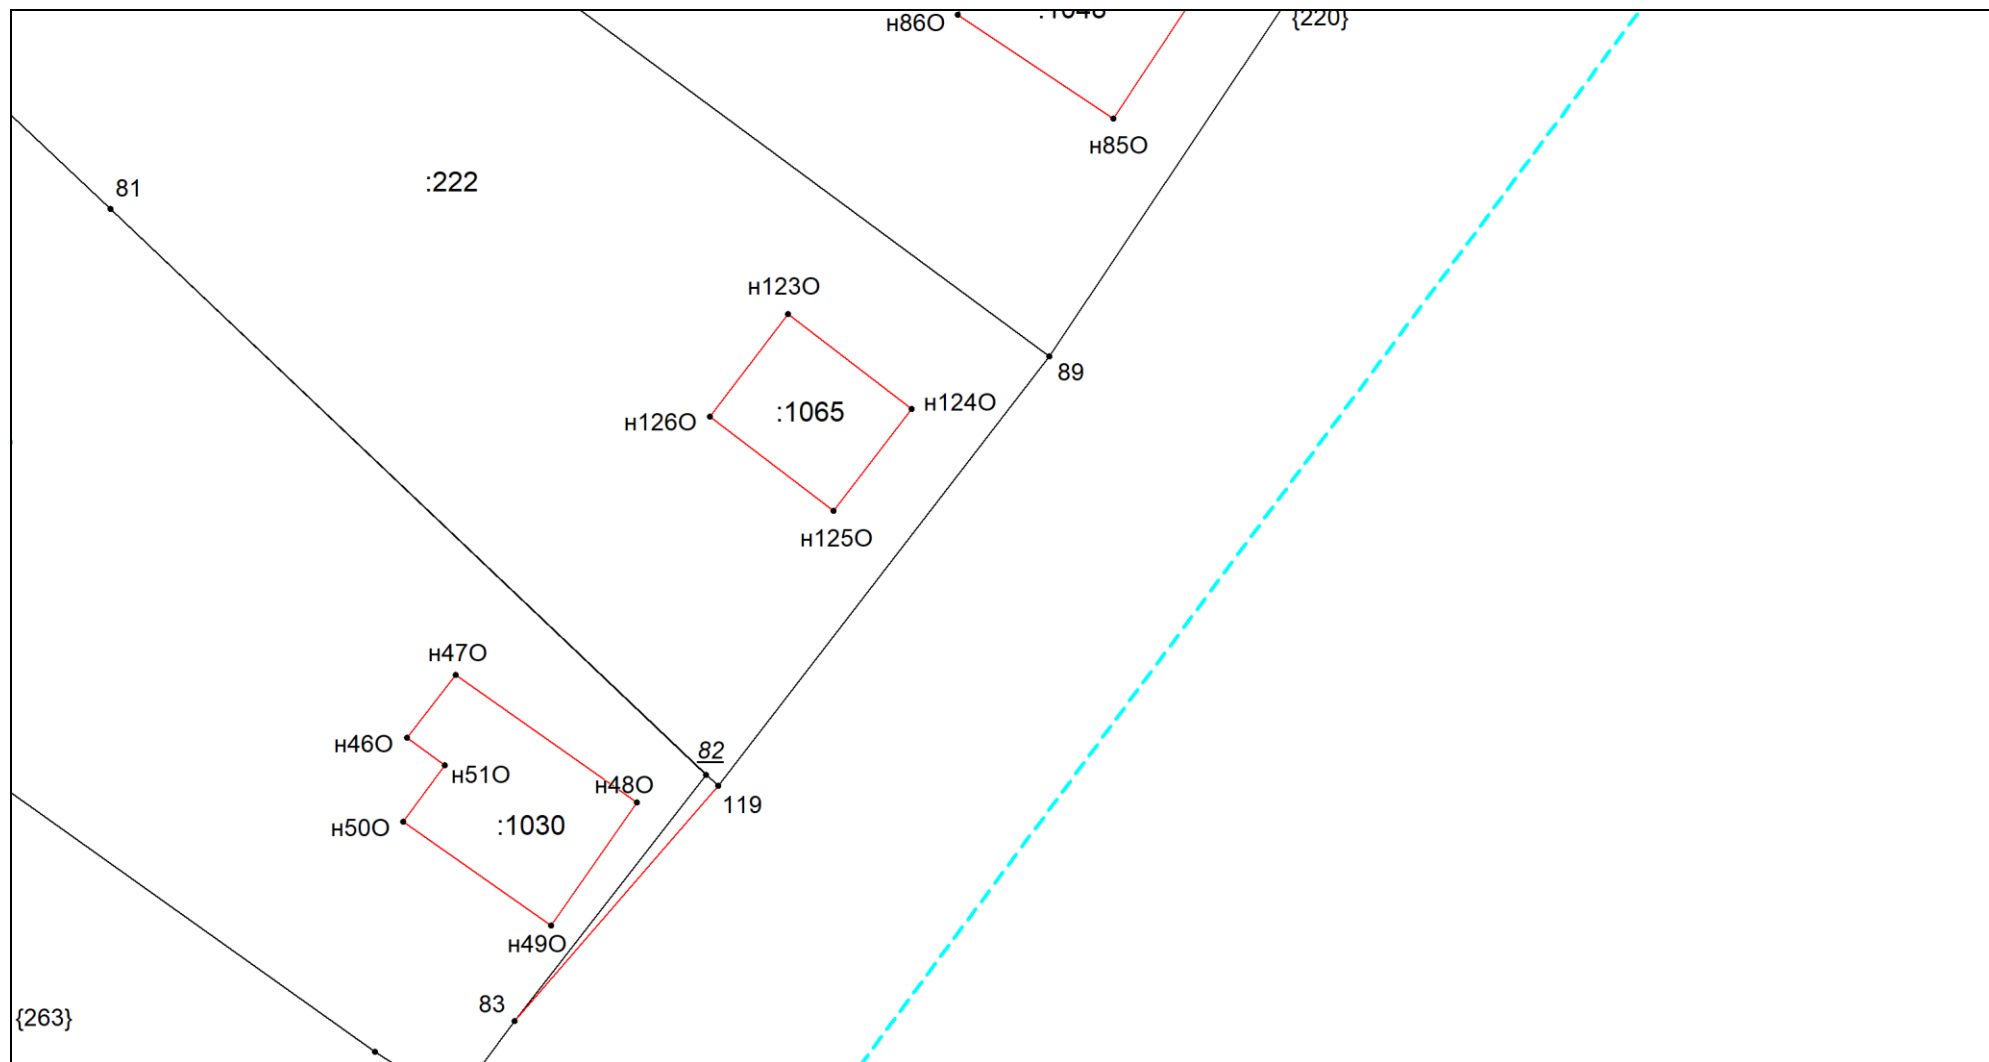 н86О
{220}
н85О
81
:222
н123О
89
н124О
:1065
н126О
н125О
н47О
н46О
82
н51О
н48О
119
:1030
н50О
н49О
83
{263}